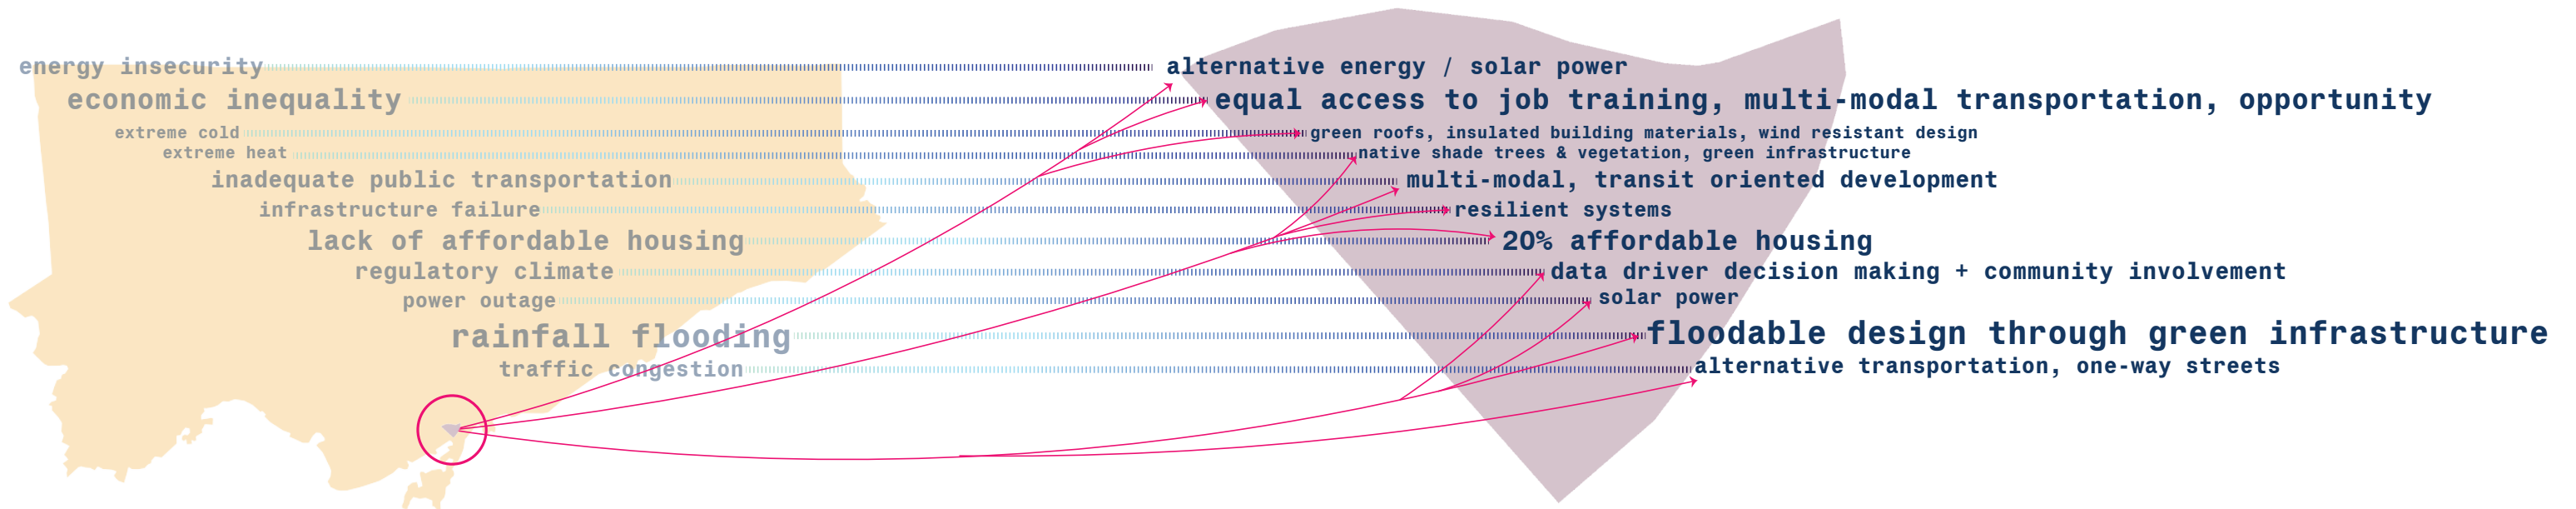 energy insecurity alternative energy / solar power
economic inequality equal access to job training, multi-modal transportation, opportunity
extreme cold green roofs, insulated building materials, wind resistant design
extreme heat native shade trees & vegetation, green infrastructure
inadequate public transportation multi-modal, transit oriented development
infrastructure failure resilient systems
lack of affordable housing 20% affordable housing
regulatory climate data driver decision making + community involvement
power outage solar power
rainfall flooding floodable design through green infrastructure
traffic congestion alternative transportation, one-way streets